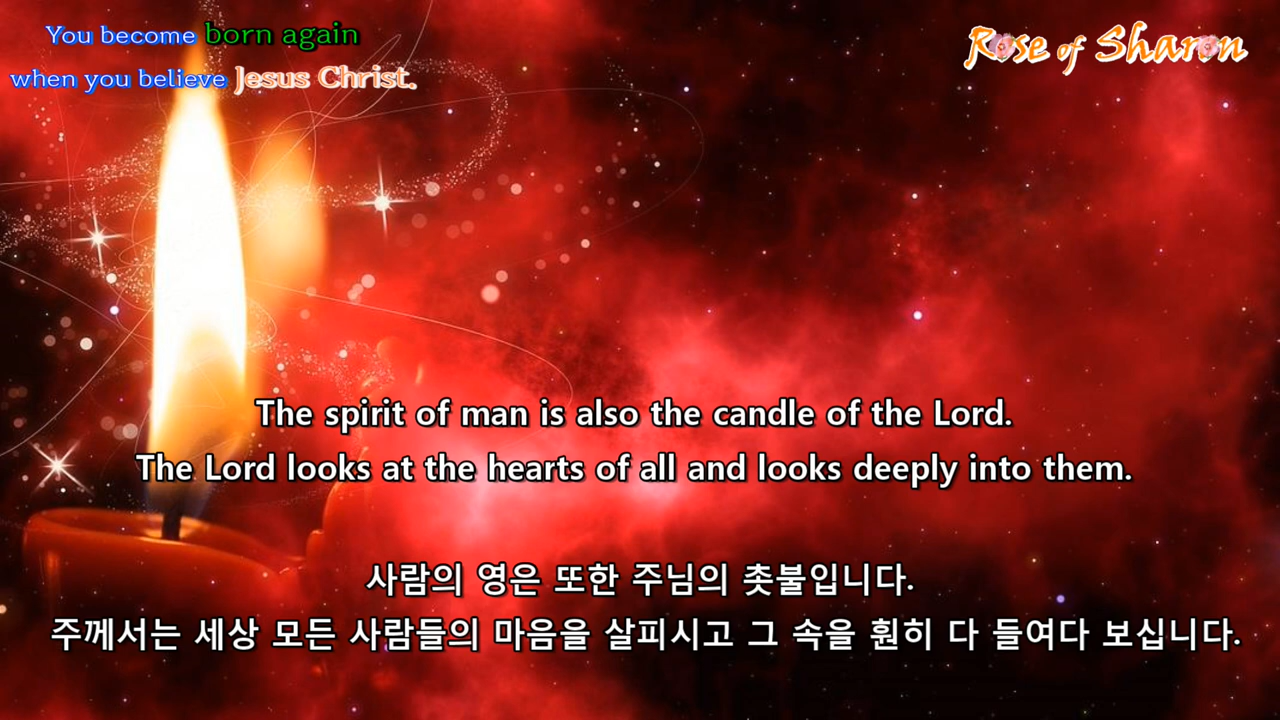 You become born again
when you believe Jesus Christ.
Rose of Sharon
The spirit of man is also the candle of the Lord.
The Lord looks at the hearts of all and looks deeply into them.
사람의 영은 또한 주님의 촛불입니다.
주께서는 세상 모든 사람들의 마음을 살피시고 그 속을 훤히 다 들여다 보십니다.